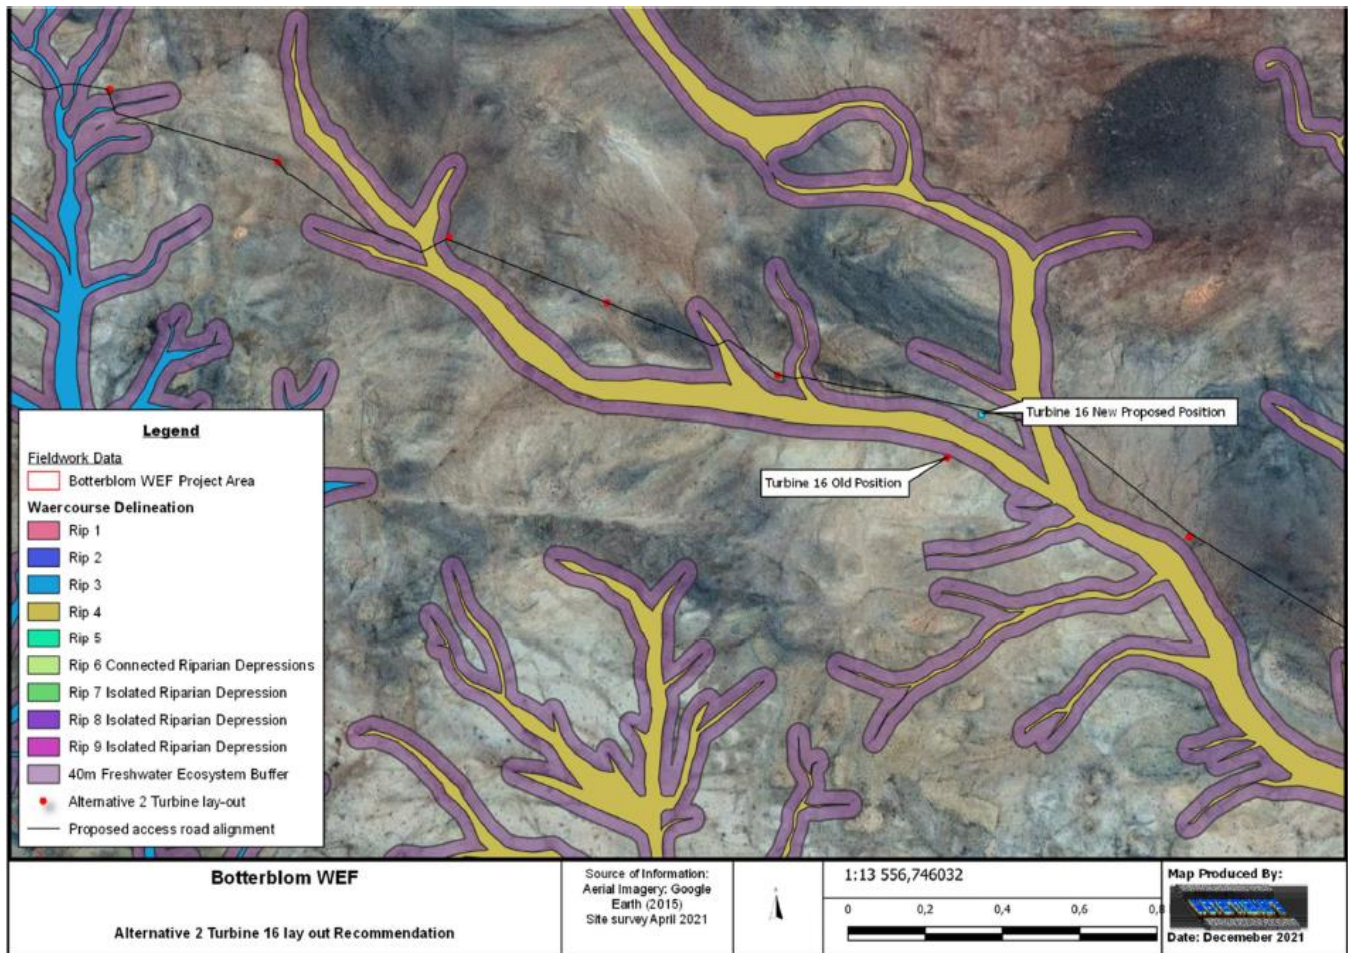 Turbine 16 New Proposed Position
Turbine 16 Old Position
Legend
Fieldwork Data
Botterblom WEF Project Area
Waercourse Delineation
Rip 1
Rip 2
Rip 3
Rip 4
Rip 5
Rip 6 Connected Riparian Depressions
Rip 7 Isolated Riparian Depression
Rip 8 Isolated Riparian Depression
Rip 9 Isolated Riparian Depression
40m Freshwater Ecosystem Buffer
Alternative 2 Turbine lay-out
Proposed access road alignment
Botterblom WEF
Alternative 2 Turbine 16 lay out Recommendation
Source of Information:
Aerial Imagery: Google
Earth (2015)
Site survey April 2021
1:13 556,746032
0 0,2 0,4 0,6 0,8
Map Produced By:
Date: Decemeber 2021